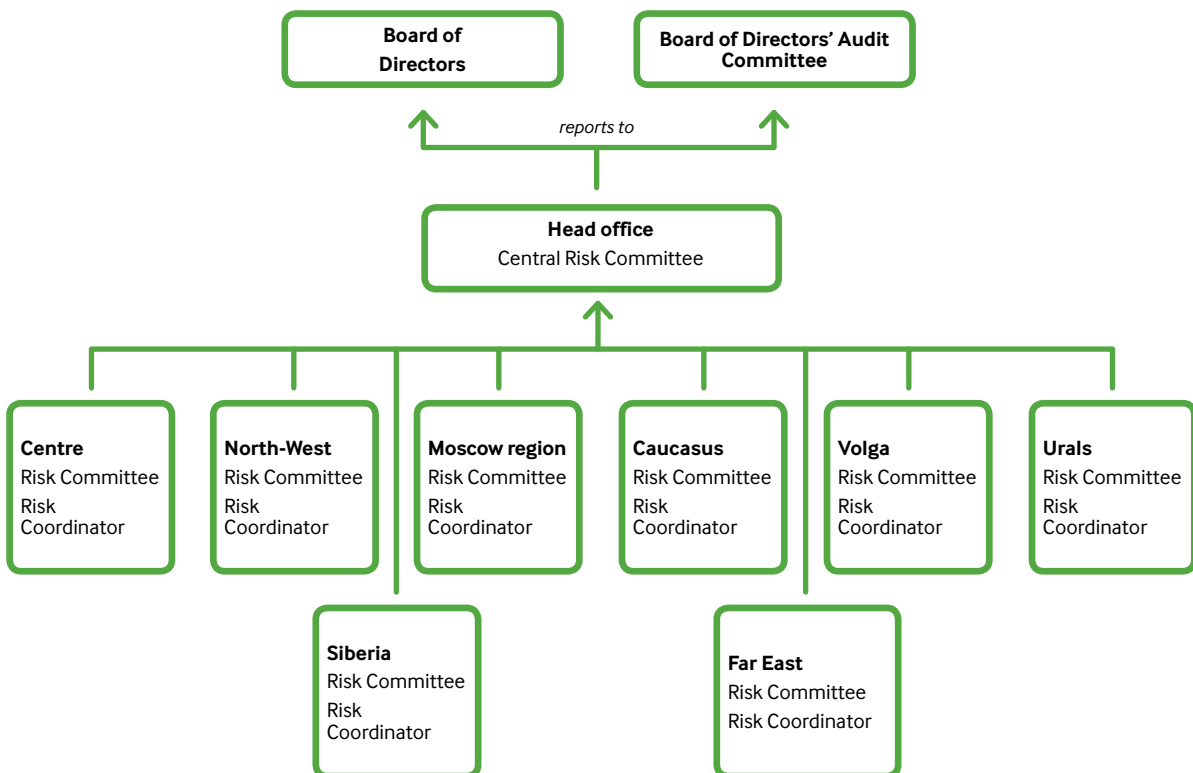 Board of
Directors
Board of Directors’ Audit
Committee
reports to
Head office
Central Risk Committee
Centre
Risk Committee
Risk
Coordinator
North-West
Risk Committee
Risk
Coordinator
Moscow region
Risk Committee
Risk
Coordinator
Caucasus
Risk Committee
Risk
Coordinator
Volga
Risk Committee
Risk
Coordinator
Urals
Risk Committee
Risk
Coordinator
Siberia
Risk Committee
Risk
Coordinator
Far East
Risk Committee
Risk Coordinator